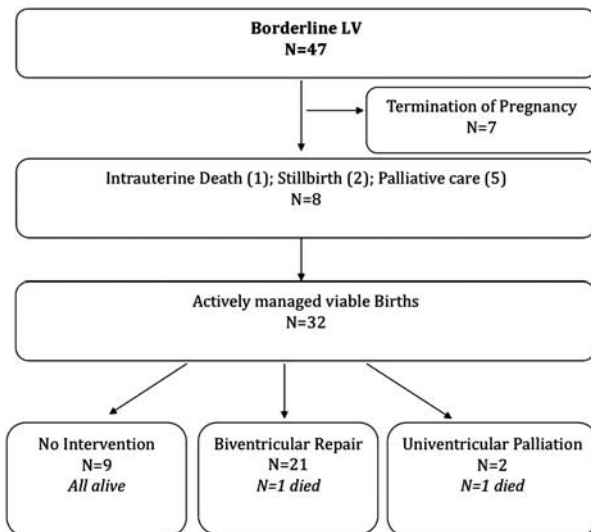 Borderline LV
N=47
Termination of Pregnancy
N=7
Intrauterine Death (1); Stillbirth (2); Palliative care (5)
N=8
Actively managed viable Births
N=32
No Intervention
N=9
All alive
Biventricular Repair
N=21
N=1 died
Univentricular Palliation
N=2
N=1 died